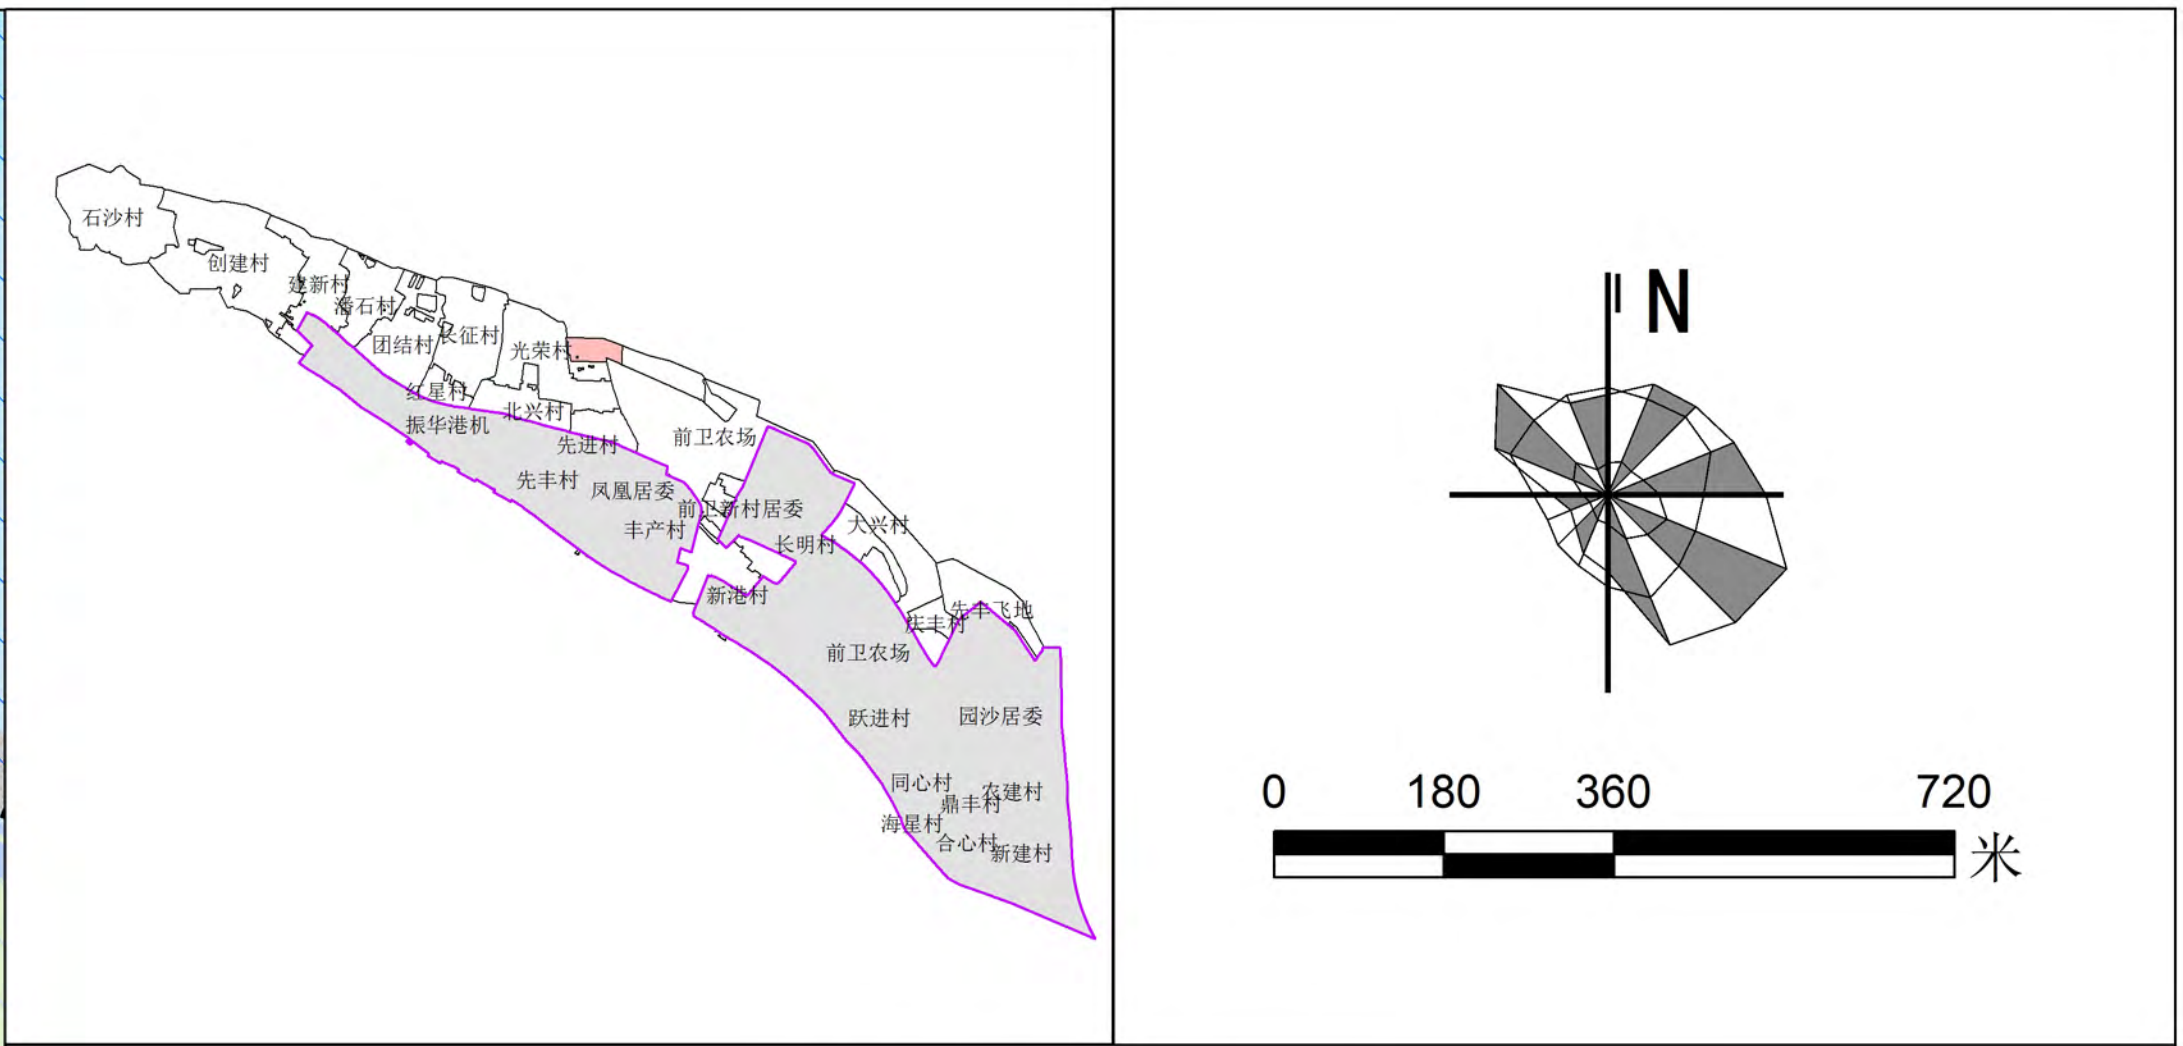 石沙村
创建村
建新村
潘石村
长征村
团结村
光荣村
红星村
北兴村
振华港机
前卫农场
先进村
先丰村
凤凰居委
前卫新村居委
大兴村
丰产村
长明村
新港村
先丰飞地
庆丰村
前卫农场
跃进村
园沙居委
同心村
农建村
鼎丰村
海星村
合心村
新建村
N
0 180 360 720
米